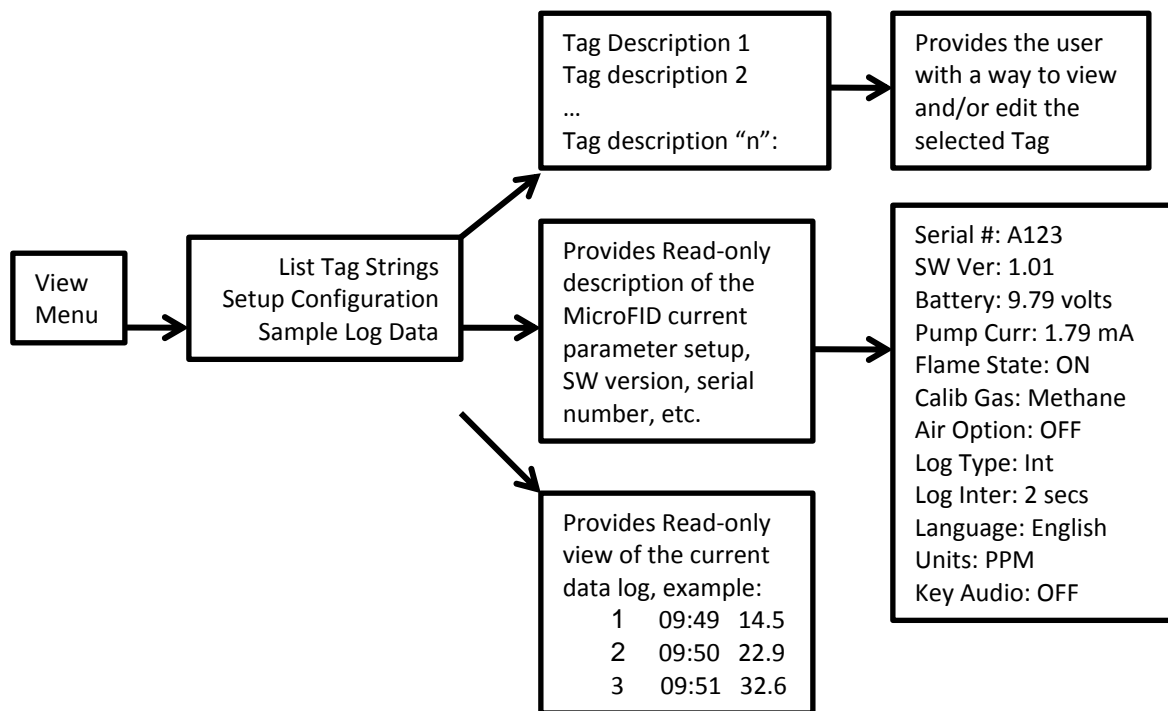 View
Menu
List Tag Strings
Setup Configuration
Sample Log Data
Tag Description 1
Tag description 2
...
Tag description “n”:
Provides the user
with a way to view
and/or edit the
selected Tag
Provides Read-only
description of the
MicroFID current
parameter setup,
SW version, serial
number, etc.
Serial #: A123
SW Ver: 1.01
Battery: 9.79 volts
Pump Curr: 1.79 mA
Flame State: ON
Calib Gas: Methane
Air Option: OFF
Log Type: Int
Log Inter: 2 secs
Language: English
Units: PPM
Key Audio: OFF
Provides Read-only
view of the current
data log, example:
1 09:49 14.5
2 09:50 22.9
3 09:51 32.6